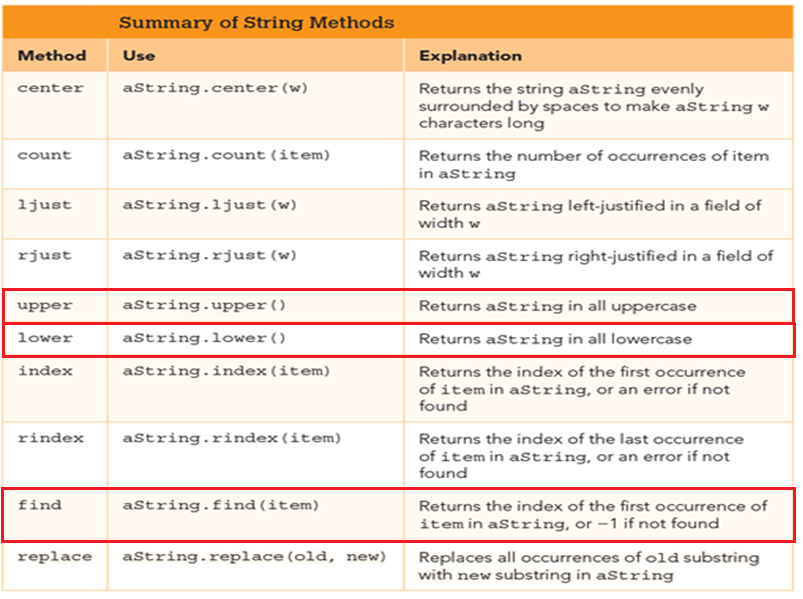 Summary of String Methods
Method Use Explanation
center aString.center(w) Returns the string aString evenly
surrounded by spaces to make aString w
characters long
count aString.count(item) Returns the number of occurrences of item
in aString
ljust aString.ljust(w) Returns aString left-justified in a field of
width w
rjust aString.rjust(w) Returns aString right-justified in a field of
width w
upper aString.upper() Returns aString in all uppercase
lower aString.lower() Returns aString in all lowercase
index aString.index(item) Returns the index of the first occurrence
of item in aString, or an error if not
found
rindex aString.rindex(item) Returns the index of the last occurrence
of item in aString, or an error if not
found
find aString.find(item) Returns the index of the first occurrence of
item in aString, or −1 if not found
replace aString.replace(old, new) Replaces all occurrences of old substring
with new substring in aString